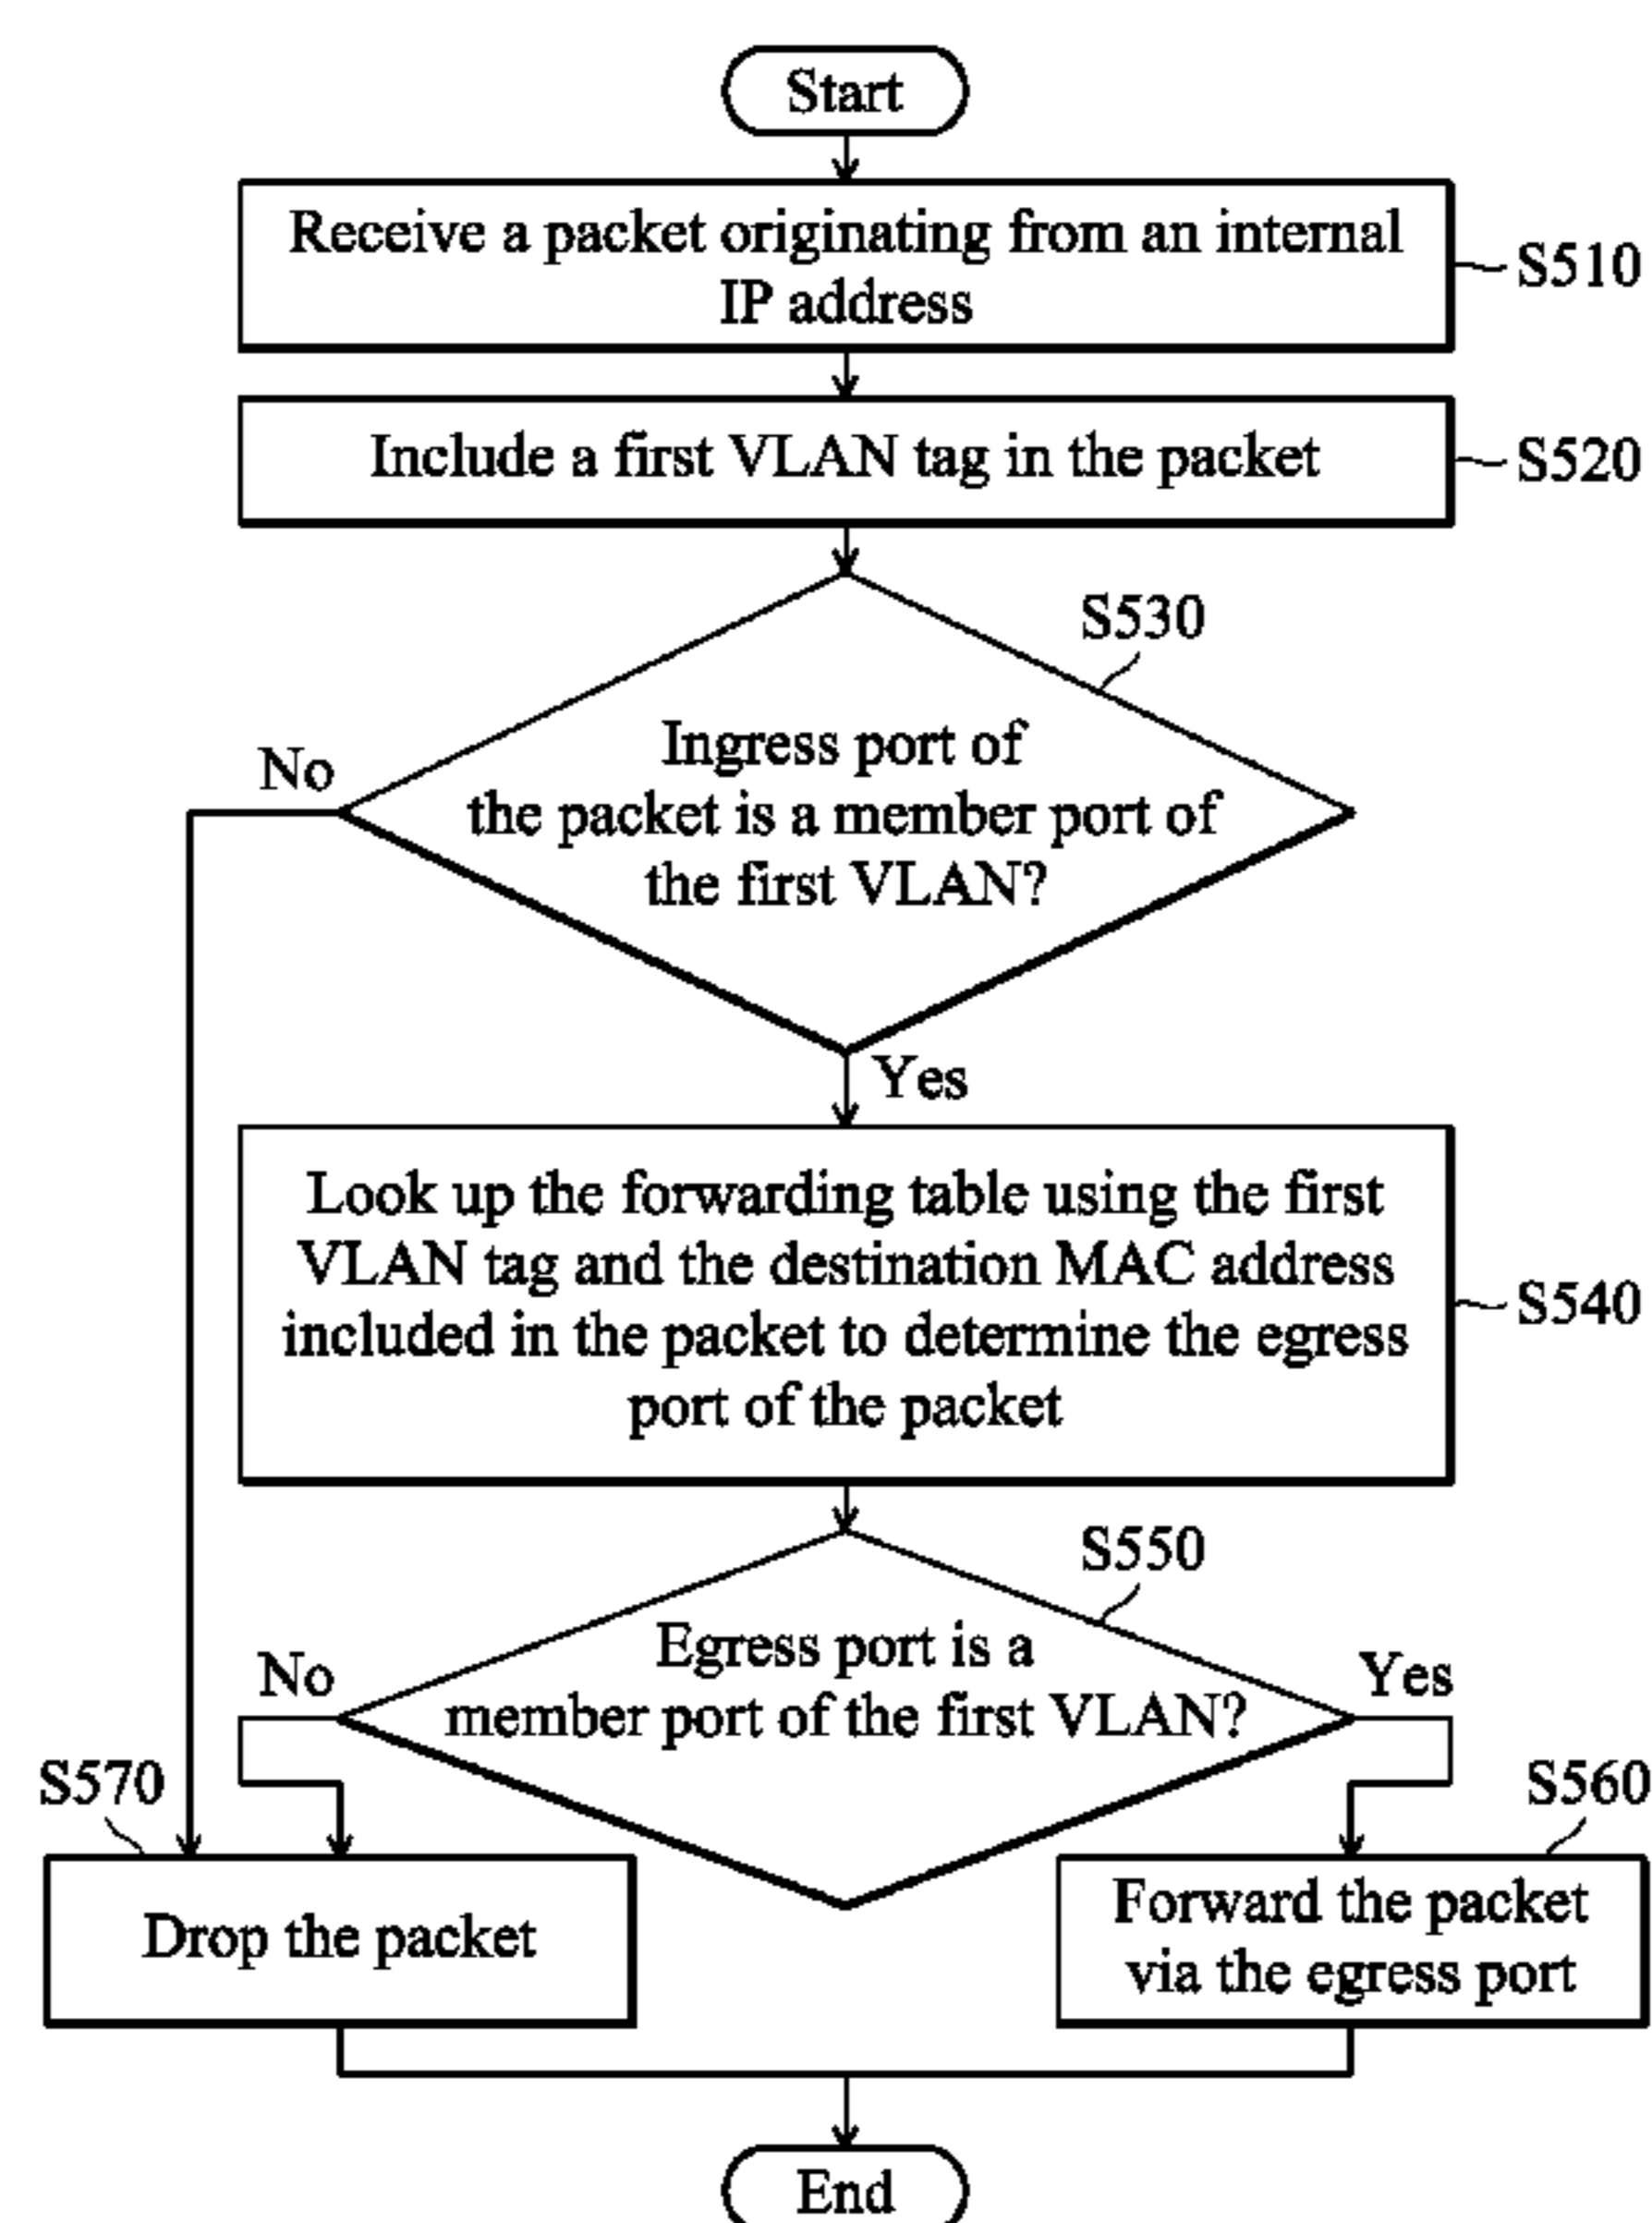 Start
Receive a packet originating from an internal
IP address
S510
Include a first VLAN tag in the packet
S520
S530
Ingress port of
the packet is a member port of
the first VLAN?
No
Yes
Look up the forwarding table using the first
VLAN tag and the destination MAC address
included in the packet to determine the egress
port of the packet
S540
S550
Egress port is a
member port of the first VLAN?
No
Yes
S570
S560
Drop the packet
Forward the packet
via the egress port
End